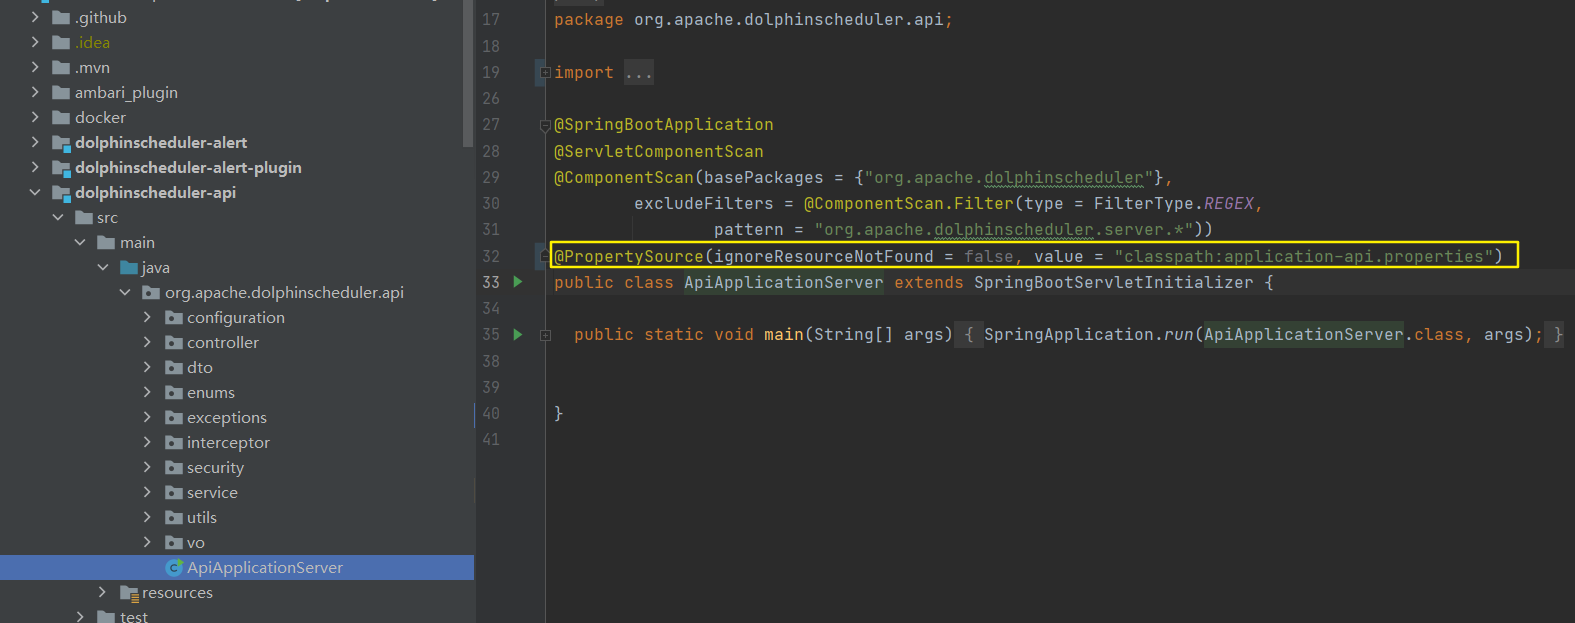 .github
.idea
.mvn
ambari_plugin
docker
dolphinscheduler-alert
dolphinscheduler-alert-plugin
dolphinscheduler-api
src
main
java
org.apache.dolphinscheduler.api
configuration
controller
dto
enums
exceptions
interceptor
security
service
utils
vo
ApiApplicationServer
resources
test
17 package org.apache.dolphinscheduler.api;
18
19 import ...
26
27 @SpringBootApplication
28 @ServletComponentScan
29 @ComponentScan(basePackages = {"org.apache.dolphinscheduler"},
30 excludeFilters = @ComponentScan.Filter(type = FilterType.REGEX,
31 pattern = "org.apache.dolphinscheduler.server.*"))
32 @PropertySource(ignoreResourceNotFound = false, value = "classpath:application-api.properties")
33 public class ApiApplicationServer extends SpringBootServletInitializer {
34
35 public static void main(String[] args) { SpringApplication.run(ApiApplicationServer.class, args); }
38
39
40 }
41